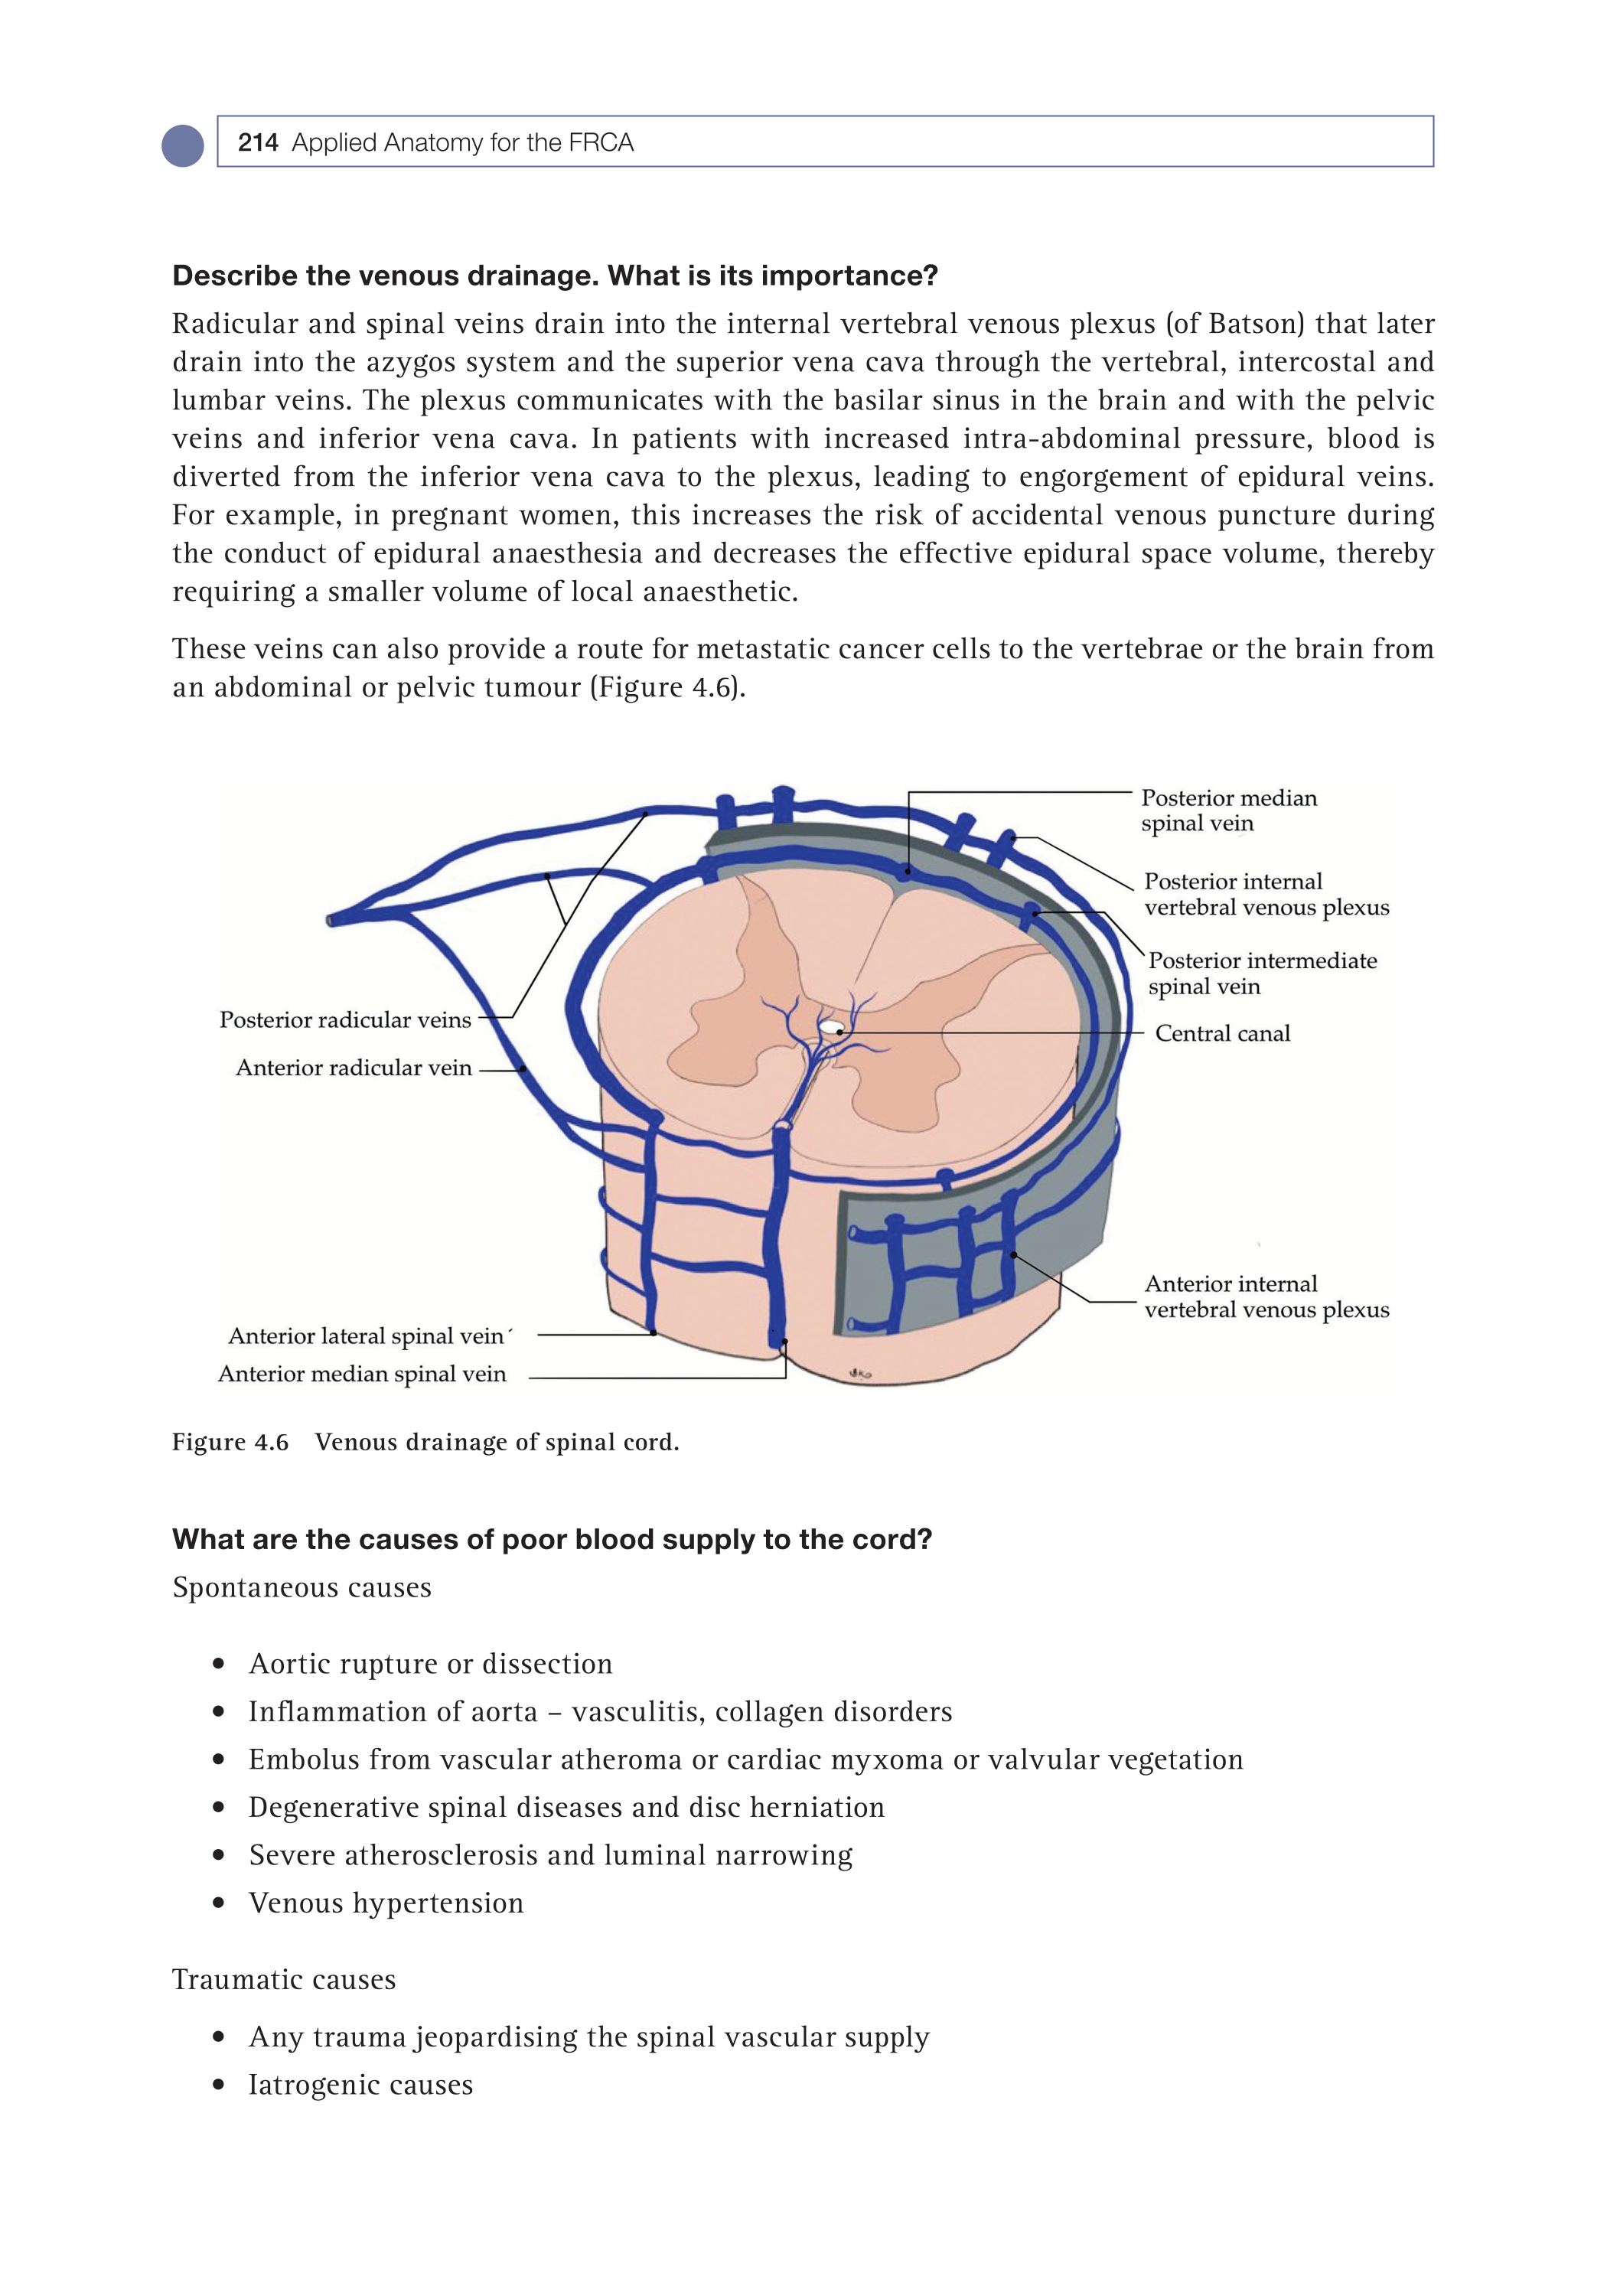 214 Applied Anatomy for the FRCA
Describe the venous drainage. What is its importance?
Radicular and spinal veins drain into the internal vertebral venous plexus (of Batson) that later
drain into the azygos system and the superior vena cava through the vertebral, intercostal and
lumbar veins. The plexus communicates with the basilar sinus in the brain and with the pelvic
veins and inferior vena cava. In patients with increased intra-abdominal pressure, blood is
diverted from the inferior vena cava to the plexus, leading to engorgement of epidural veins.
For example, in pregnant women, this increases the risk of accidental venous puncture during
the conduct of epidural anaesthesia and decreases the effective epidural space volume, thereby
requiring a smaller volume of local anaesthetic.
These veins can also provide a route for metastatic cancer cells to the vertebrae or the brain from
an abdominal or pelvic tumour (Figure 4.6).
Posterior median
spinal vein
Posterior internal
vertebral venous plexus
Posterior intermediate
spinal vein
Central canal
Posterior radicular veins
Anterior radicular vein
Anterior internal
vertebral venous plexus
Anterior lateral spinal vein
Anterior median spinal vein
Figure 4.6 Venous drainage of spinal cord.
What are the causes of poor blood supply to the cord?
Spontaneous causes
• Aortic rupture or dissection
• Inflammation of aorta – vasculitis, collagen disorders
• Embolus from vascular atheroma or cardiac myxoma or valvular vegetation
• Degenerative spinal diseases and disc herniation
• Severe atherosclerosis and luminal narrowing
• Venous hypertension
Traumatic causes
• Any trauma jeopardising the spinal vascular supply
• Iatrogenic causes